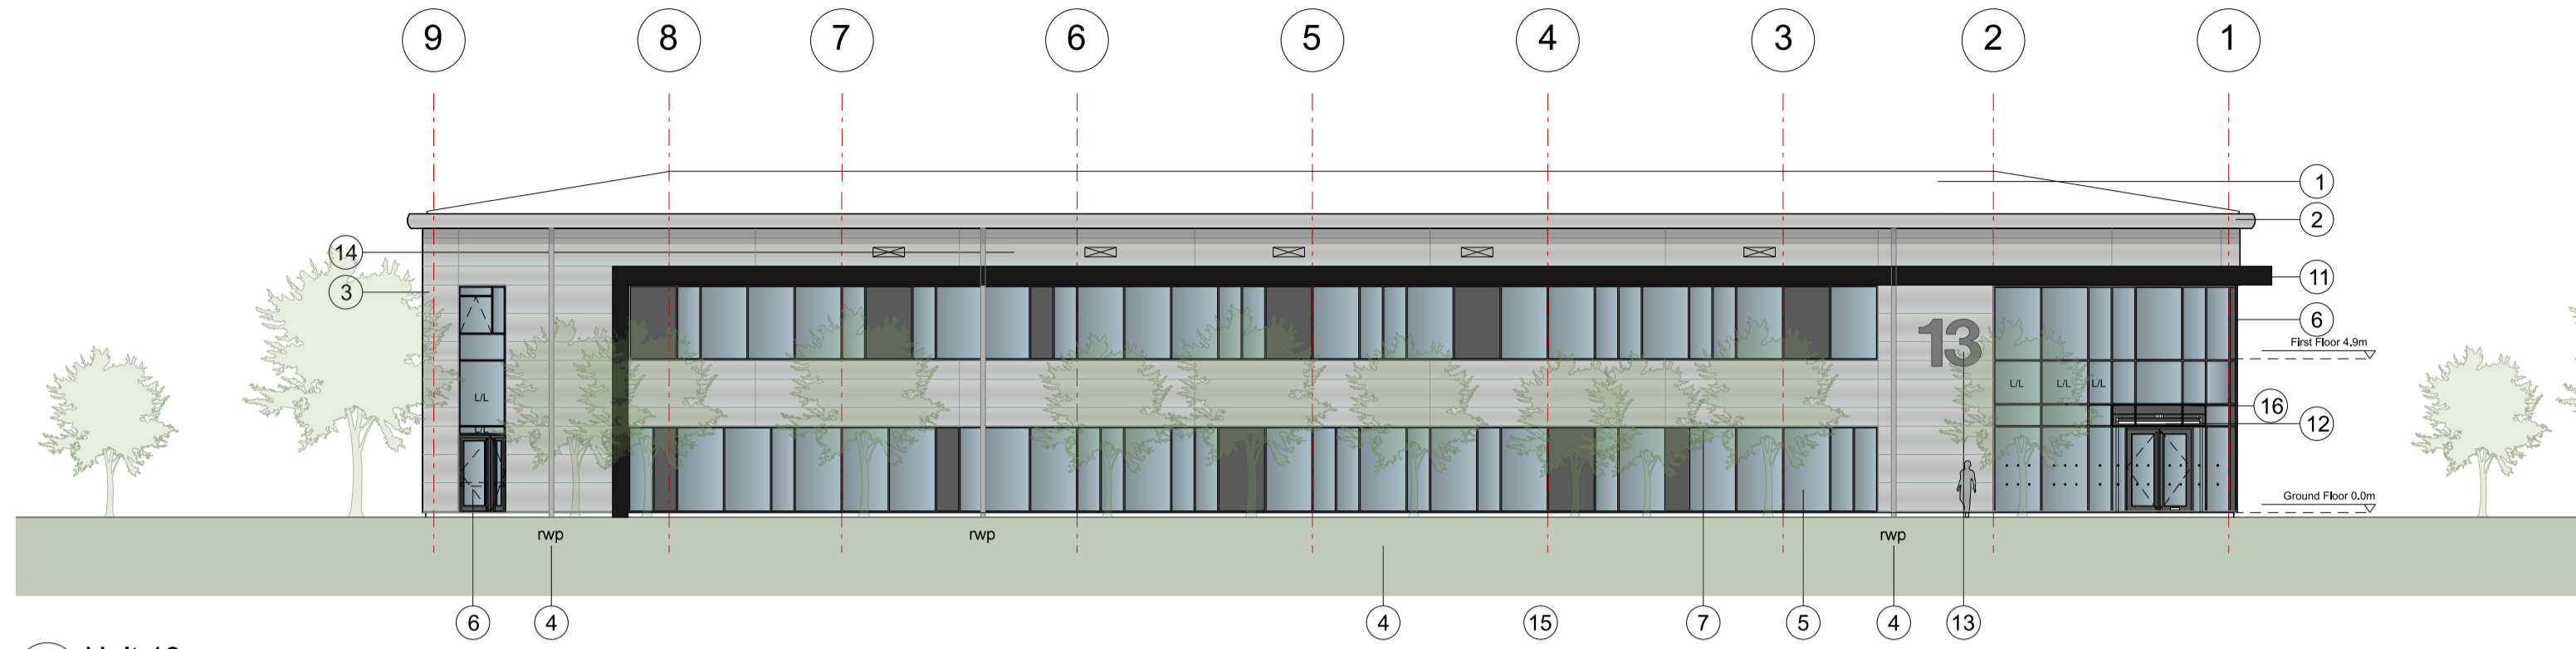 9 8 7 6 5 4 3 2 1
1
2
14
11
3
6
13
First Floor 4.9m
L/L L/L L/L L/L
16
12
Ground Floor 0.0m
rwp rwp rwp
6 4 4 15 7 5 4 13